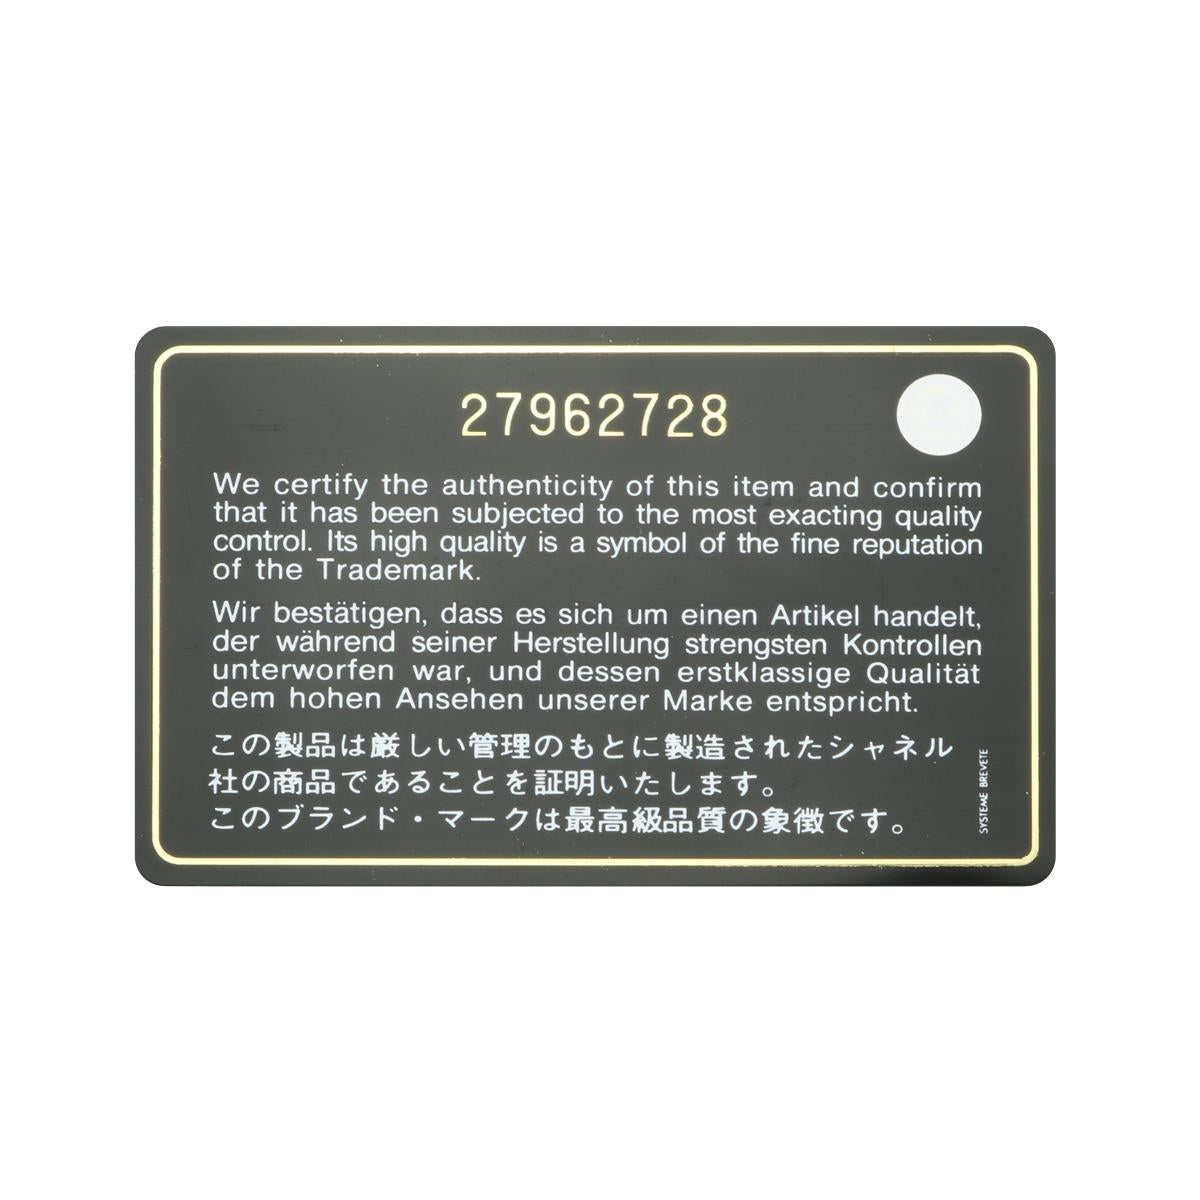 27962728
We certify the authenticity of this item and confirm
that it has been subjected to the most exacting quality
control. Its high quality is a symbol of the fine reputation
of the Trademark.
Wir bestätigen, dass es sich um einen Artikel handelt,
der während seiner Herstellung strengsten Kontrollen
unterworfen war, und dessen erstklassige Qualität
dem hohen Ansehen unserer Marke entspricht.
この製品は厳しい管理のもとに製造されたシャネル
社の商品であることを証明いたします。
このブランド・マークは最高級品質の象徴です。
SYSTEME BREVETE